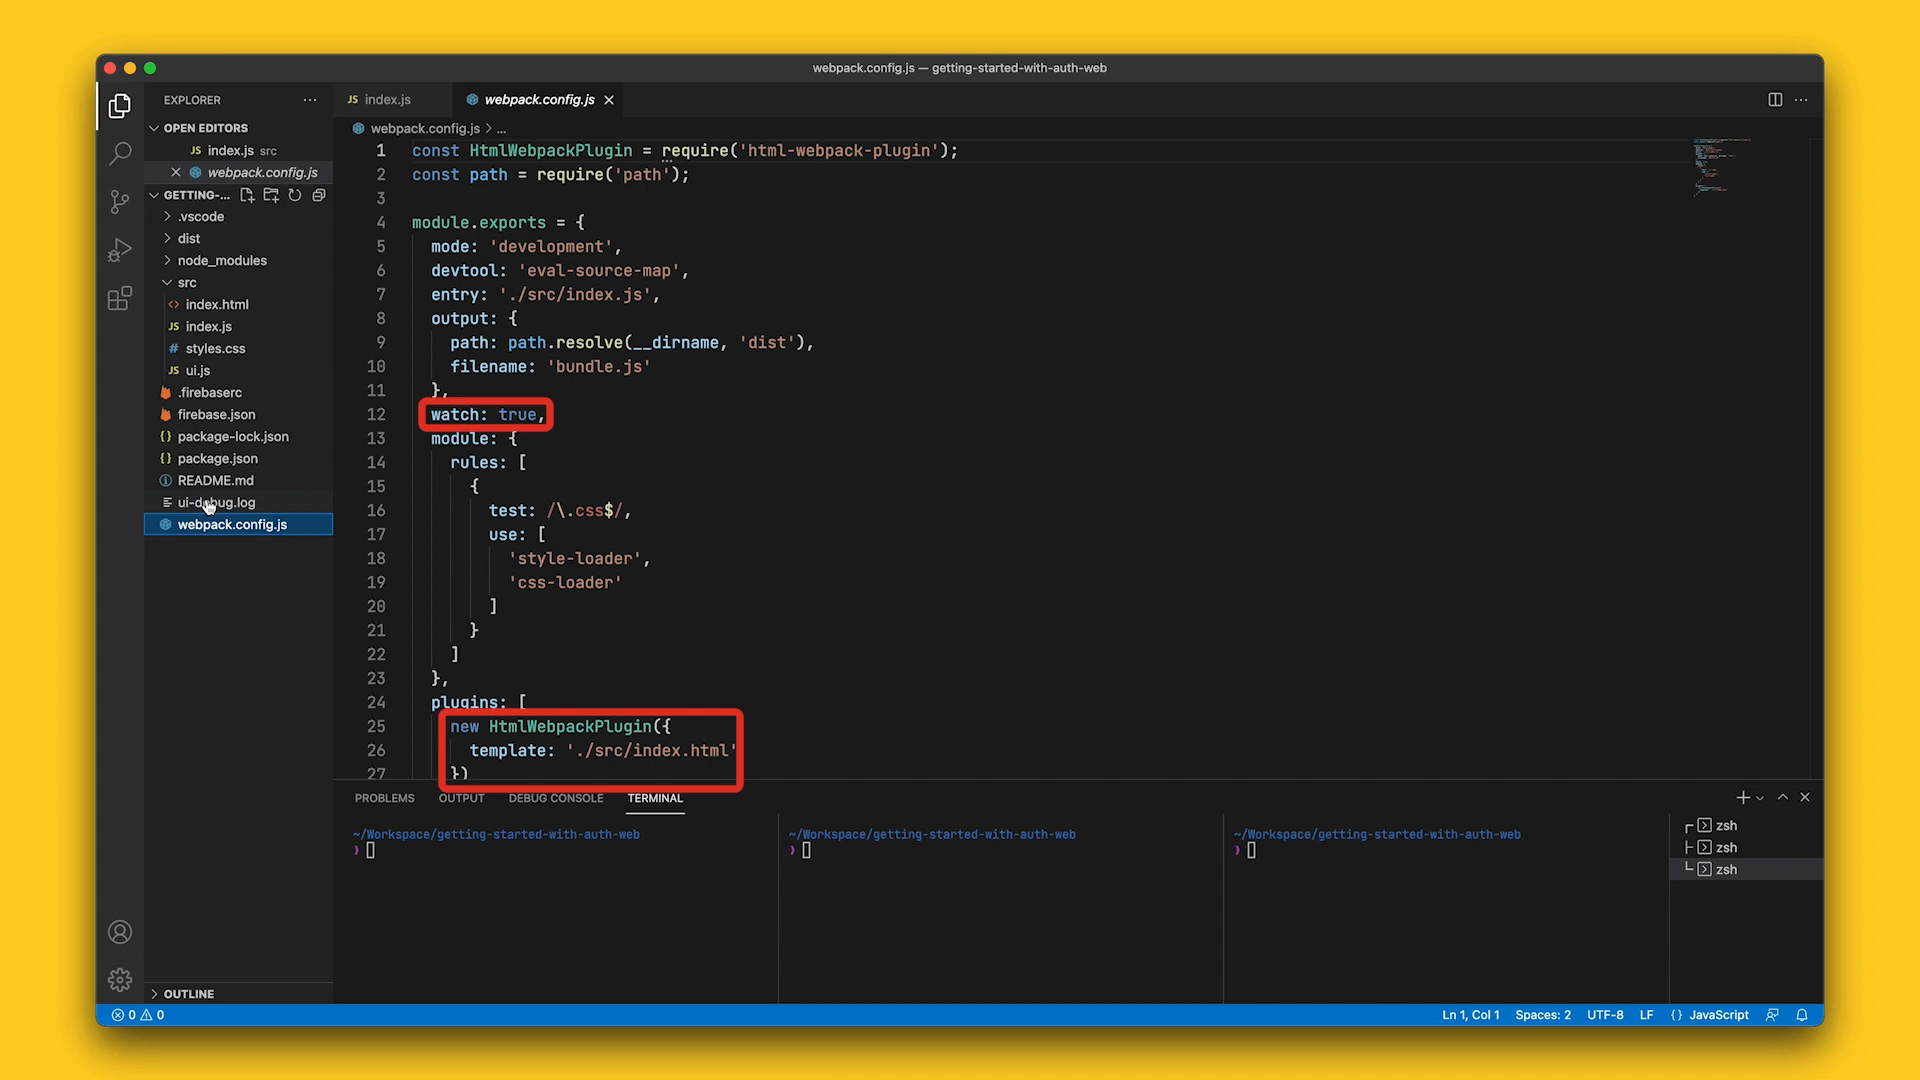 webpack.config.js — getting-started-with-auth-web
EXPLORER
OPEN EDITORS
JS index.js src
webpack.config.js
GETTING-...
.vscode
dist
node_modules
src
<> index.html
JS index.js
# styles.css
JS ui.js
.firebaserc
firebase.json
{} package-lock.json
{} package.json
README.md
ui-debug.log
webpack.config.js
OUTLINE
JS index.js
webpack.config.js
webpack.config.js > ...
1 const HtmlWebpackPlugin = require('html-webpack-plugin');
2 const path = require('path');
3
4 module.exports = {
5 mode: 'development',
6 devtool: 'eval-source-map',
7 entry: './src/index.js',
8 output: {
9 path: path.resolve(__dirname, 'dist'),
10 filename: 'bundle.js'
11 },
12 watch: true,
13 module: {
14 rules: [
15 {
16 test: /\.css$/,
17 use: [
18 'style-loader',
19 'css-loader'
20 ]
21 }
22 ]
23 },
24 plugins: [
25 new HtmlWebpackPlugin({
26 template: './src/index.html'
27 })
PROBLEMS OUTPUT DEBUG CONSOLE TERMINAL
~/Workspace/getting-started-with-auth-web
❯
~/Workspace/getting-started-with-auth-web
❯
~/Workspace/getting-started-with-auth-web
❯
zsh
zsh
zsh
0 0
Ln 1, Col 1 Spaces: 2 UTF-8 LF {} JavaScript